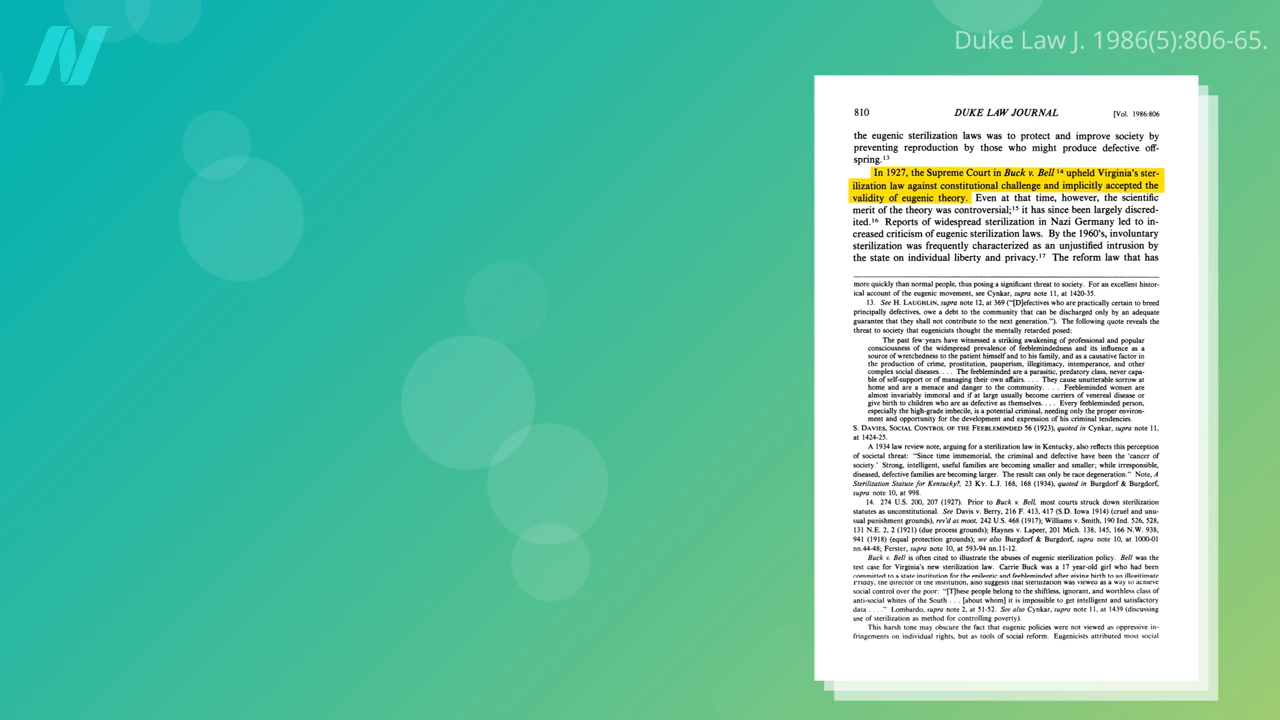 Duke Law J. 1986(5):806-65.
810 DUKE LAW JOURNAL [Vol. 1986:806
the eugenic sterilization laws was to protect and improve society by
preventing reproduction by those who might produce defective off-
spring.13
In 1927, the Supreme Court in Buck v. Bell 14 upheld Virginia's ster-
ilization law against constitutional challenge and implicitly accepted the
validity of eugenic theory. Even at that time, however, the scientific
merit of the theory was controversial;15 it has since been largely discred-
ited.16 Reports of widespread sterilization in Nazi Germany led to in-
creased criticism of eugenic sterilization laws. By the 1960's, involuntary
sterilization was frequently characterized as an unjustified intrusion by
the state on individual liberty and privacy.17 The reform law that has
more quickly than normal people, thus posing a significant threat to society. For an excellent histor-
ical account of the eugenic movement, see Cynkar, supra note 11, at 1420-35.
13. See H. LAUGHLIN, supra note 12, at 369 ("[D]efectives who are practically certain to breed
principally defectives, owe a debt to the community that can be discharged only by an adequate
guarantee that they shall not contribute to the next generation."). The following quote reveals the
threat to society that eugenicists thought the mentally retarded posed:
The past few years have witnessed a striking awakening of professional and popular
consciousness of the widespread prevalence of feeblemindedness and its influence as a
source of wretchedness to the patient himself and to his family, and as a causative factor in
the production of crime, prostitution, pauperism, illegitimacy, intemperance, and other
complex social diseases. . . . The feebleminded are a parasitic, predatory class, never capa-
ble of self-support or of managing their own affairs. . . . They cause unutterable sorrow at
home and are a menace and danger to the community. . . . Feebleminded women are
almost invariably immoral and if at large usually become carriers of venereal disease or
give birth to children who are as defective as themselves. . . . Every feebleminded person,
especially the high-grade imbecile, is a potential criminal, needing only the proper environ-
ment and opportunity for the development and expression of his criminal tendencies.
S. DAVIES, SOCIAL CONTROL OF THE FEEBLEMINDED 56 (1923), quoted in Cynkar, supra note 11,
at 1424-25.
A 1934 law review note, arguing for a sterilization law in Kentucky, also reflects this perception
of societal threat: "Since time immemorial, the criminal and defective have been the 'cancer of
society.' Strong, intelligent, useful families are becoming smaller and smaller; while irresponsible,
diseased, defective families are becoming larger. The result can only be race degeneration." Note, A
Sterilization Statute for Kentucky?, 23 KY. L.J. 168, 168 (1934), quoted in Burgdorf & Burgdorf,
supra note 10, at 998.
14. 274 U.S. 200, 207 (1927). Prior to Buck v. Bell, most courts struck down sterilization
statutes as unconstitutional. See Davis v. Berry, 216 F. 413, 417 (S.D. Iowa 1914) (cruel and unu-
sual punishment grounds), rev'd as moot, 242 U.S. 468 (1917); Williams v. Smith, 190 Ind. 526, 528,
131 N.E. 2, 2 (1921) (due process grounds); Haynes v. Lapeer, 201 Mich. 138, 145, 166 N.W. 938,
941 (1918) (equal protection grounds); see also Burgdorf & Burgdorf, supra note 10, at 1000-01
nn.44-48; Ferster, supra note 10, at 593-94 nn.11-12.
Buck v. Bell is often cited to illustrate the abuses of eugenic sterilization policy. Bell was the
test case for Virginia's new sterilization law. Carrie Buck was a 17 year-old girl who had been
committed to a state institution for the epileptic and feebleminded after giving birth to an illegitimate
Priddy, the director of the institution, also suggests that sterilization was viewed as a way to achieve
social control over the poor: "[T]hese people belong to the shiftless, ignorant, and worthless class of
anti-social whites of the South . . . [about whom] it is impossible to get intelligent and satisfactory
data . . . ." Lombardo, supra note 2, at 51-52. See also Cynkar, supra note 11, at 1439 (discussing
use of sterilization as method for controlling poverty).
This harsh tone may obscure the fact that eugenic policies were not viewed as oppressive in-
fringements on individual rights, but as tools of social reform. Eugenicists attributed most social